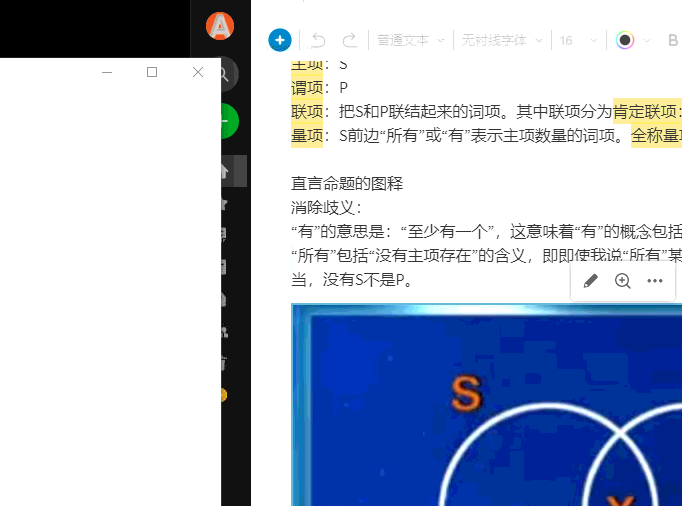 普通文本 无衬线字体 16 B
主项：S
谓项：P
联项：把S和P联结起来的词项。其中联项分为肯定联项：
量项：S前边“所有”或“有”表示主项数量的词项。全称量项
直言命题的图释
消除歧义：
“有”的意思是：“至少有一个”，这意味着“有”的概念包括
“所有”包括“没有主项存在”的含义，即即使我说“所有”某
当，没有S不是P。
S